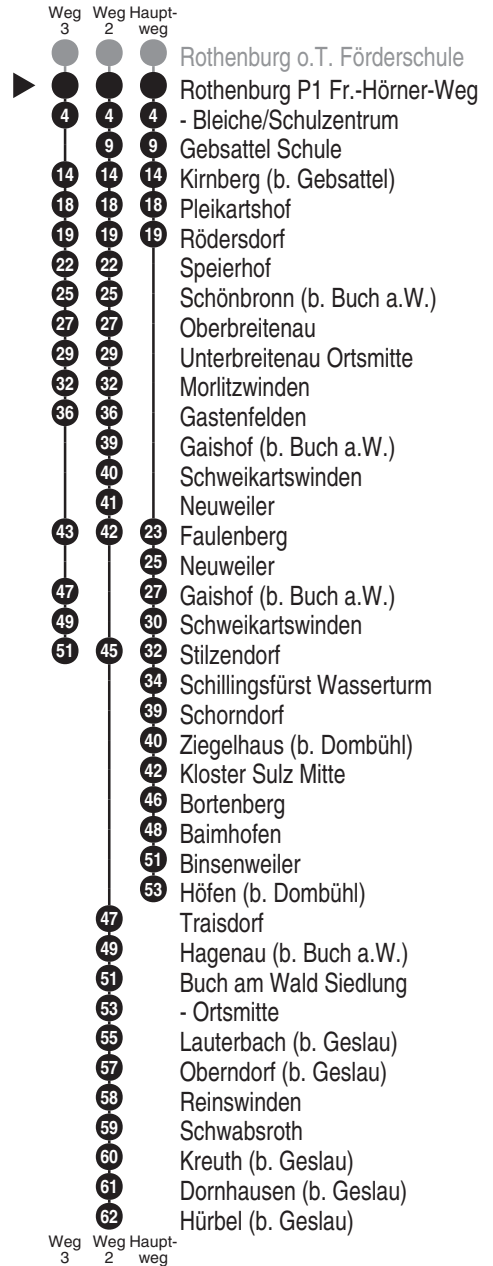 Weg Weg Haupt-
3 2 weg
Rothenburg o.T. Förderschule
Rothenburg P1 Fr.-Hörner-Weg
4 4 4 - Bleiche/Schulzentrum
9 9 Gebsattel Schule
14 14 14 Kirnberg (b. Gebsattel)
18 18 18 Pleikartshof
19 19 19 Rödersdorf
22 22 Speierhof
25 25 Schönbronn (b. Buch a.W.)
27 27 Oberbreitenau
29 29 Unterbreitenau Ortsmitte
32 32 Morlitzwinden
36 36 Gastenfelden
39 Gaishof (b. Buch a.W.)
40 Schweikartswinden
41 Neuweiler
43 42 23 Faulenberg
25 Neuweiler
47 27 Gaishof (b. Buch a.W.)
49 30 Schweikartswinden
51 45 32 Stilzendorf
34 Schillingsfürst Wasserturm
39 Schorndorf
40 Ziegelhaus (b. Dombühl)
42 Kloster Sulz Mitte
46 Bortenberg
48 Baimhofen
51 Binsenweiler
53 Höfen (b. Dombühl)
47 Traisdorf
49 Hagenau (b. Buch a.W.)
51 Buch am Wald Siedlung
53 - Ortsmitte
55 Lauterbach (b. Geslau)
57 Oberndorf (b. Geslau)
58 Reinswinden
59 Schwabsroth
60 Kreuth (b. Geslau)
61 Dornhausen (b. Geslau)
62 Hürbel (b. Geslau)
Weg Weg Haupt-
3 2 weg